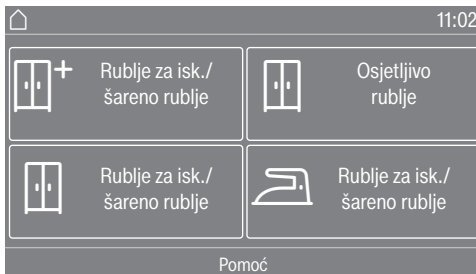 11:02
Rublje za isk./
šareno rublje
Osjetljivo
rublje
Rublje za isk./
šareno rublje
Rublje za isk./
šareno rublje
Pomoć